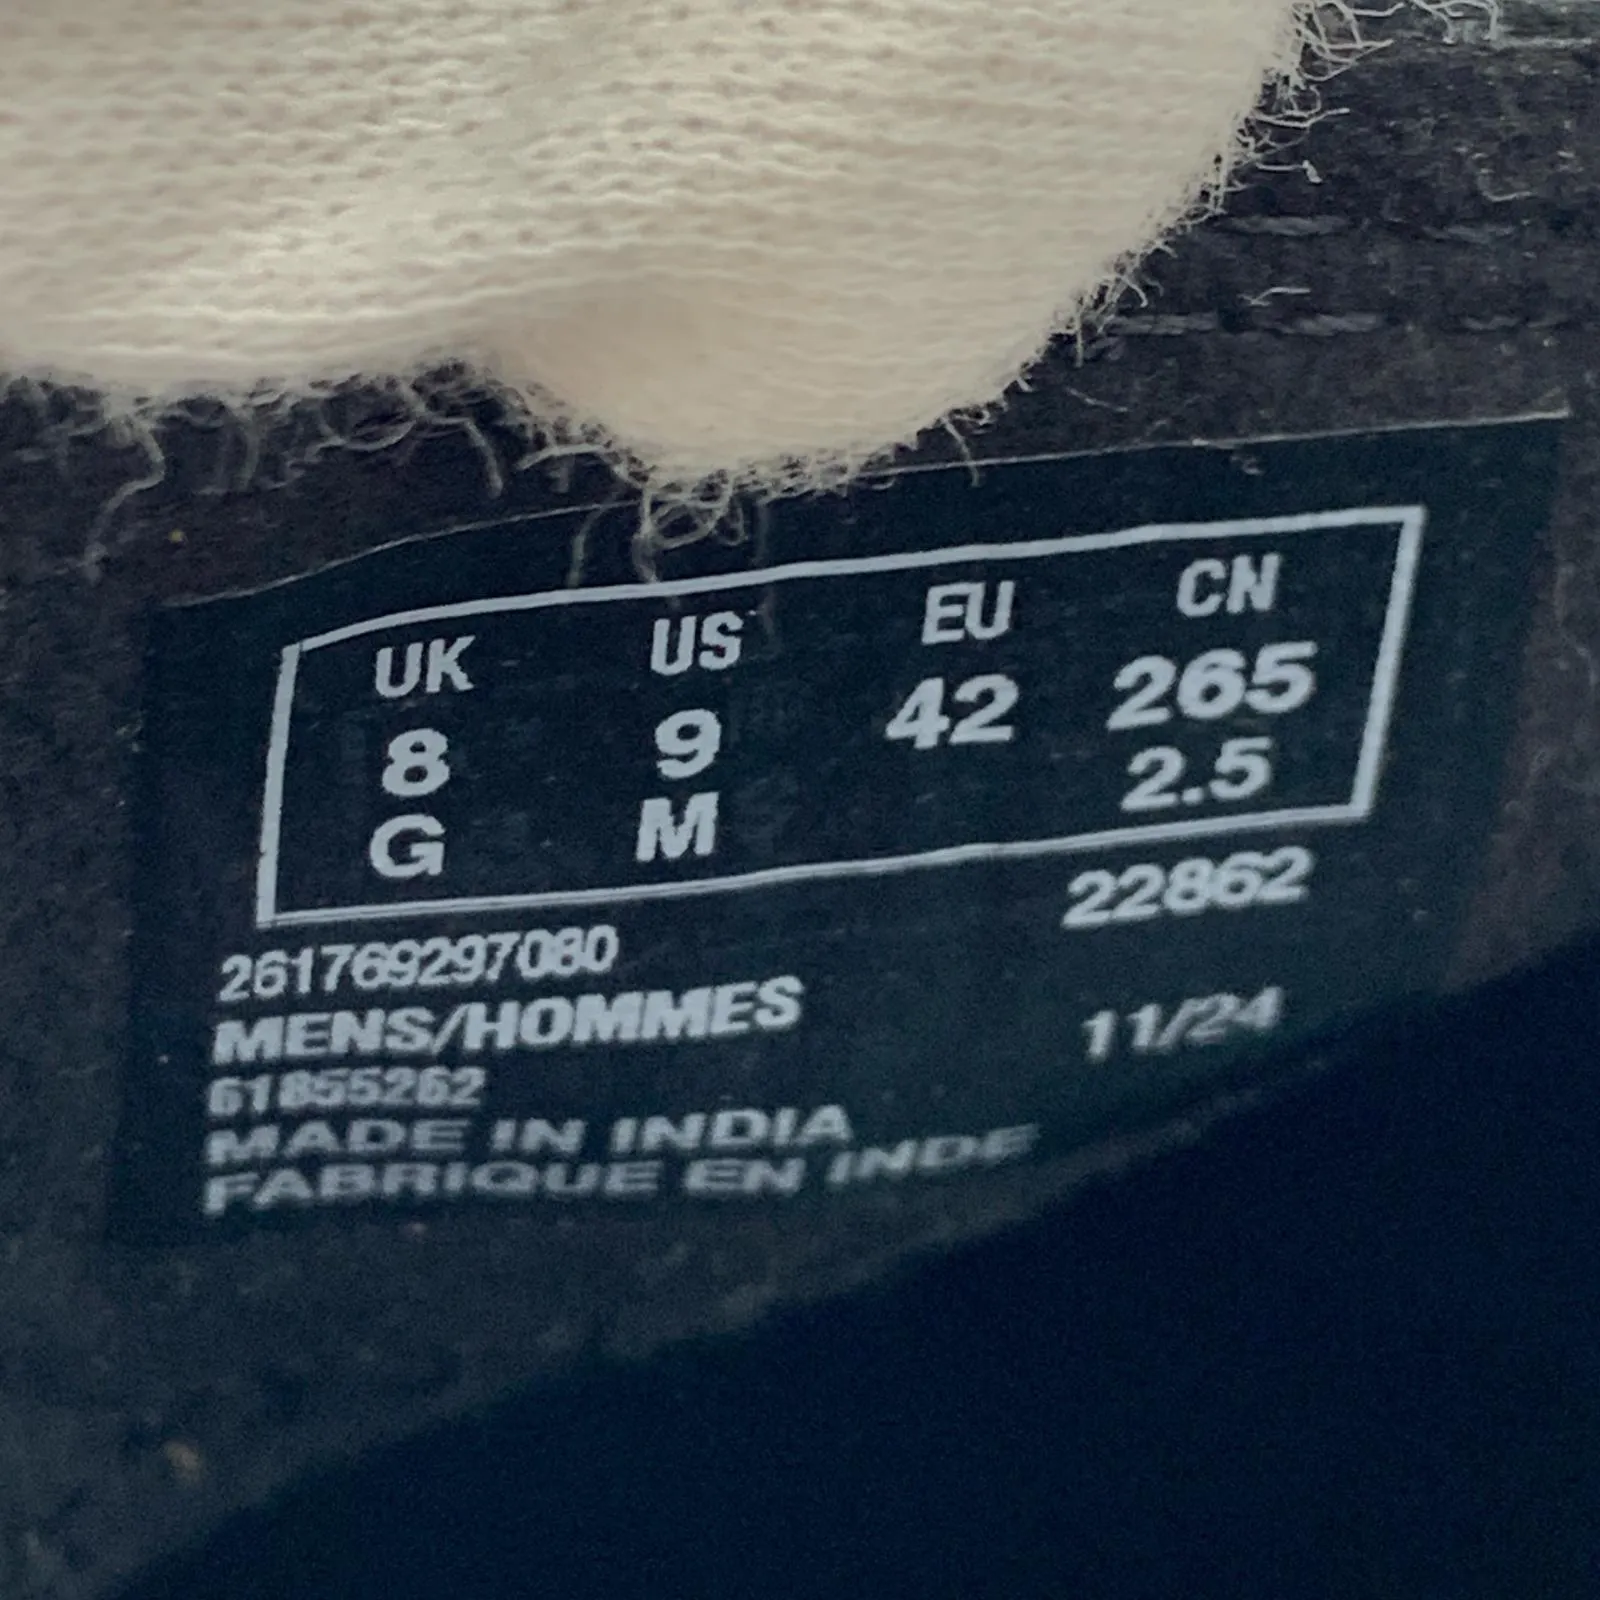 UK US EU CN
8 9 42 265
G M 2.5
22862
261769297080
MENS/HOMMES
11/24
61855262
MADE IN INDIA
FABRIQUE EN INDE